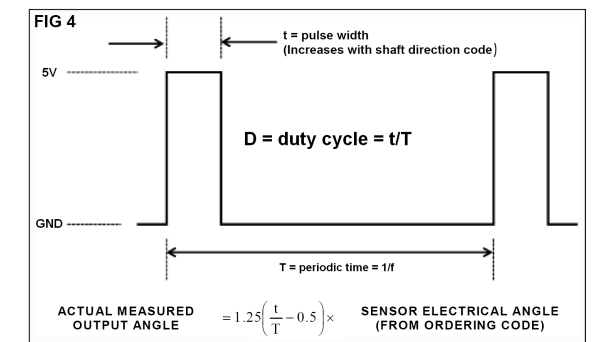 FIG 4
t = pulse width
(Increases with shaft direction code)
5V
D = duty cycle = t/T
GND
T = periodic time = 1/f
ACTUAL MEASURED OUTPUT ANGLE = 1.25(t/T − 0.5) × SENSOR ELECTRICAL ANGLE (FROM ORDERING CODE)